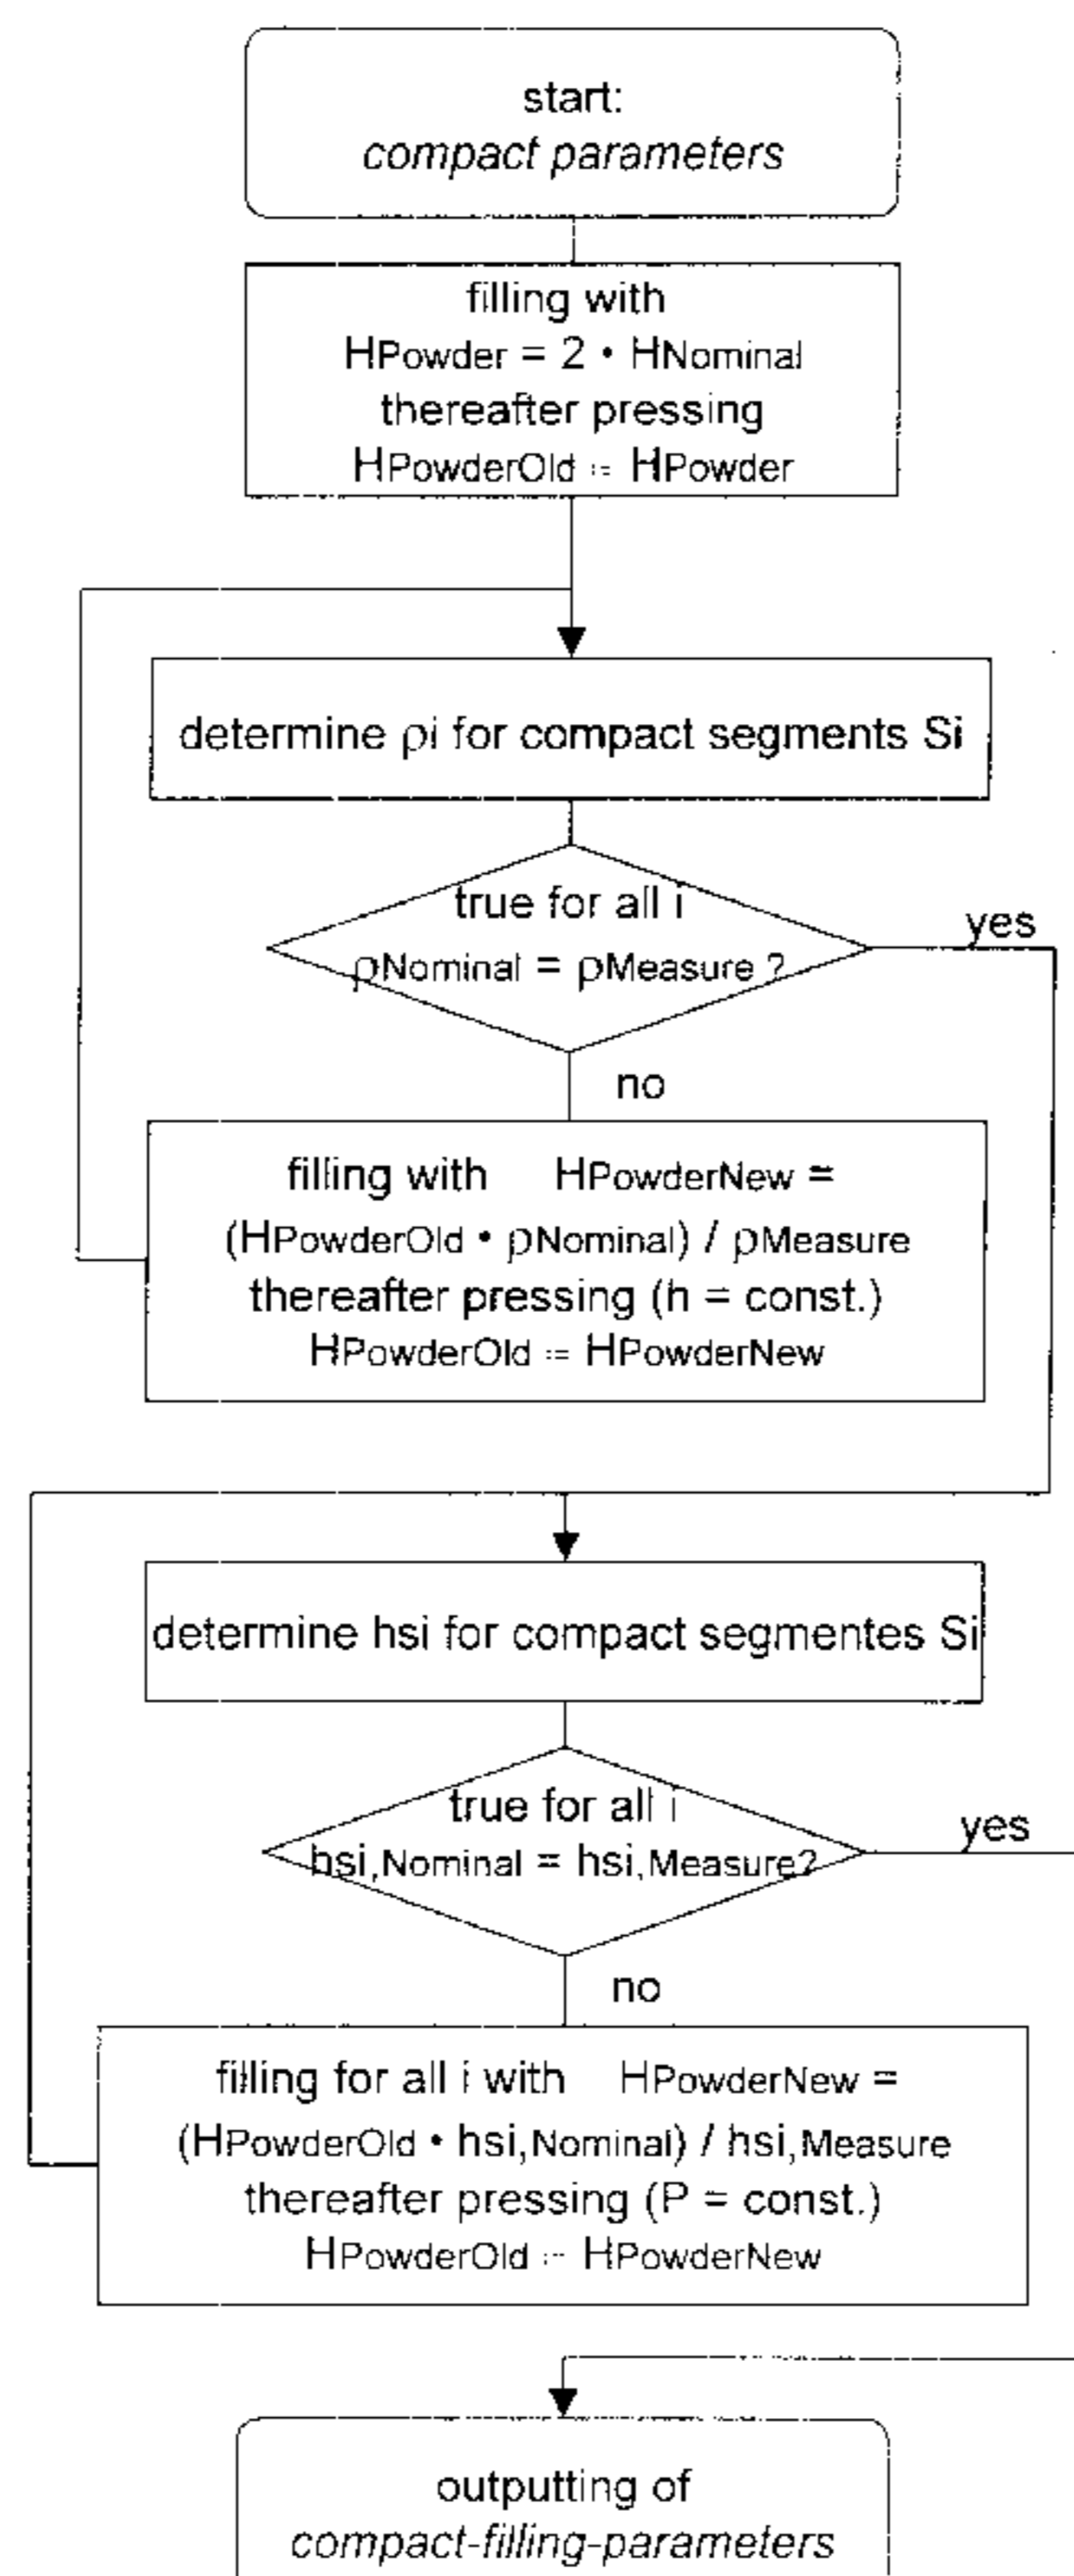 start:
compact parameters
filling with
HPowder = 2 • HNominal
thereafter pressing
HPowderOld := HPowder
determine ρi for compact segments Si
true for all i
ρNominal = ρMeasure ?
yes
no
filling with HPowderNew =
(HPowderOld • ρNominal) / ρMeasure
thereafter pressing (h = const.)
HPowderOld := HPowderNew
determine hsi for compact segmentes Si
true for all i
hsi,Nominal = hsi,Measure?
yes
no
filling for all i with HPowderNew =
(HPowderOld • hsi,Nominal) / hsi,Measure
thereafter pressing (P = const.)
HPowderOld := HPowderNew
outputting of
compact-filling-parameters